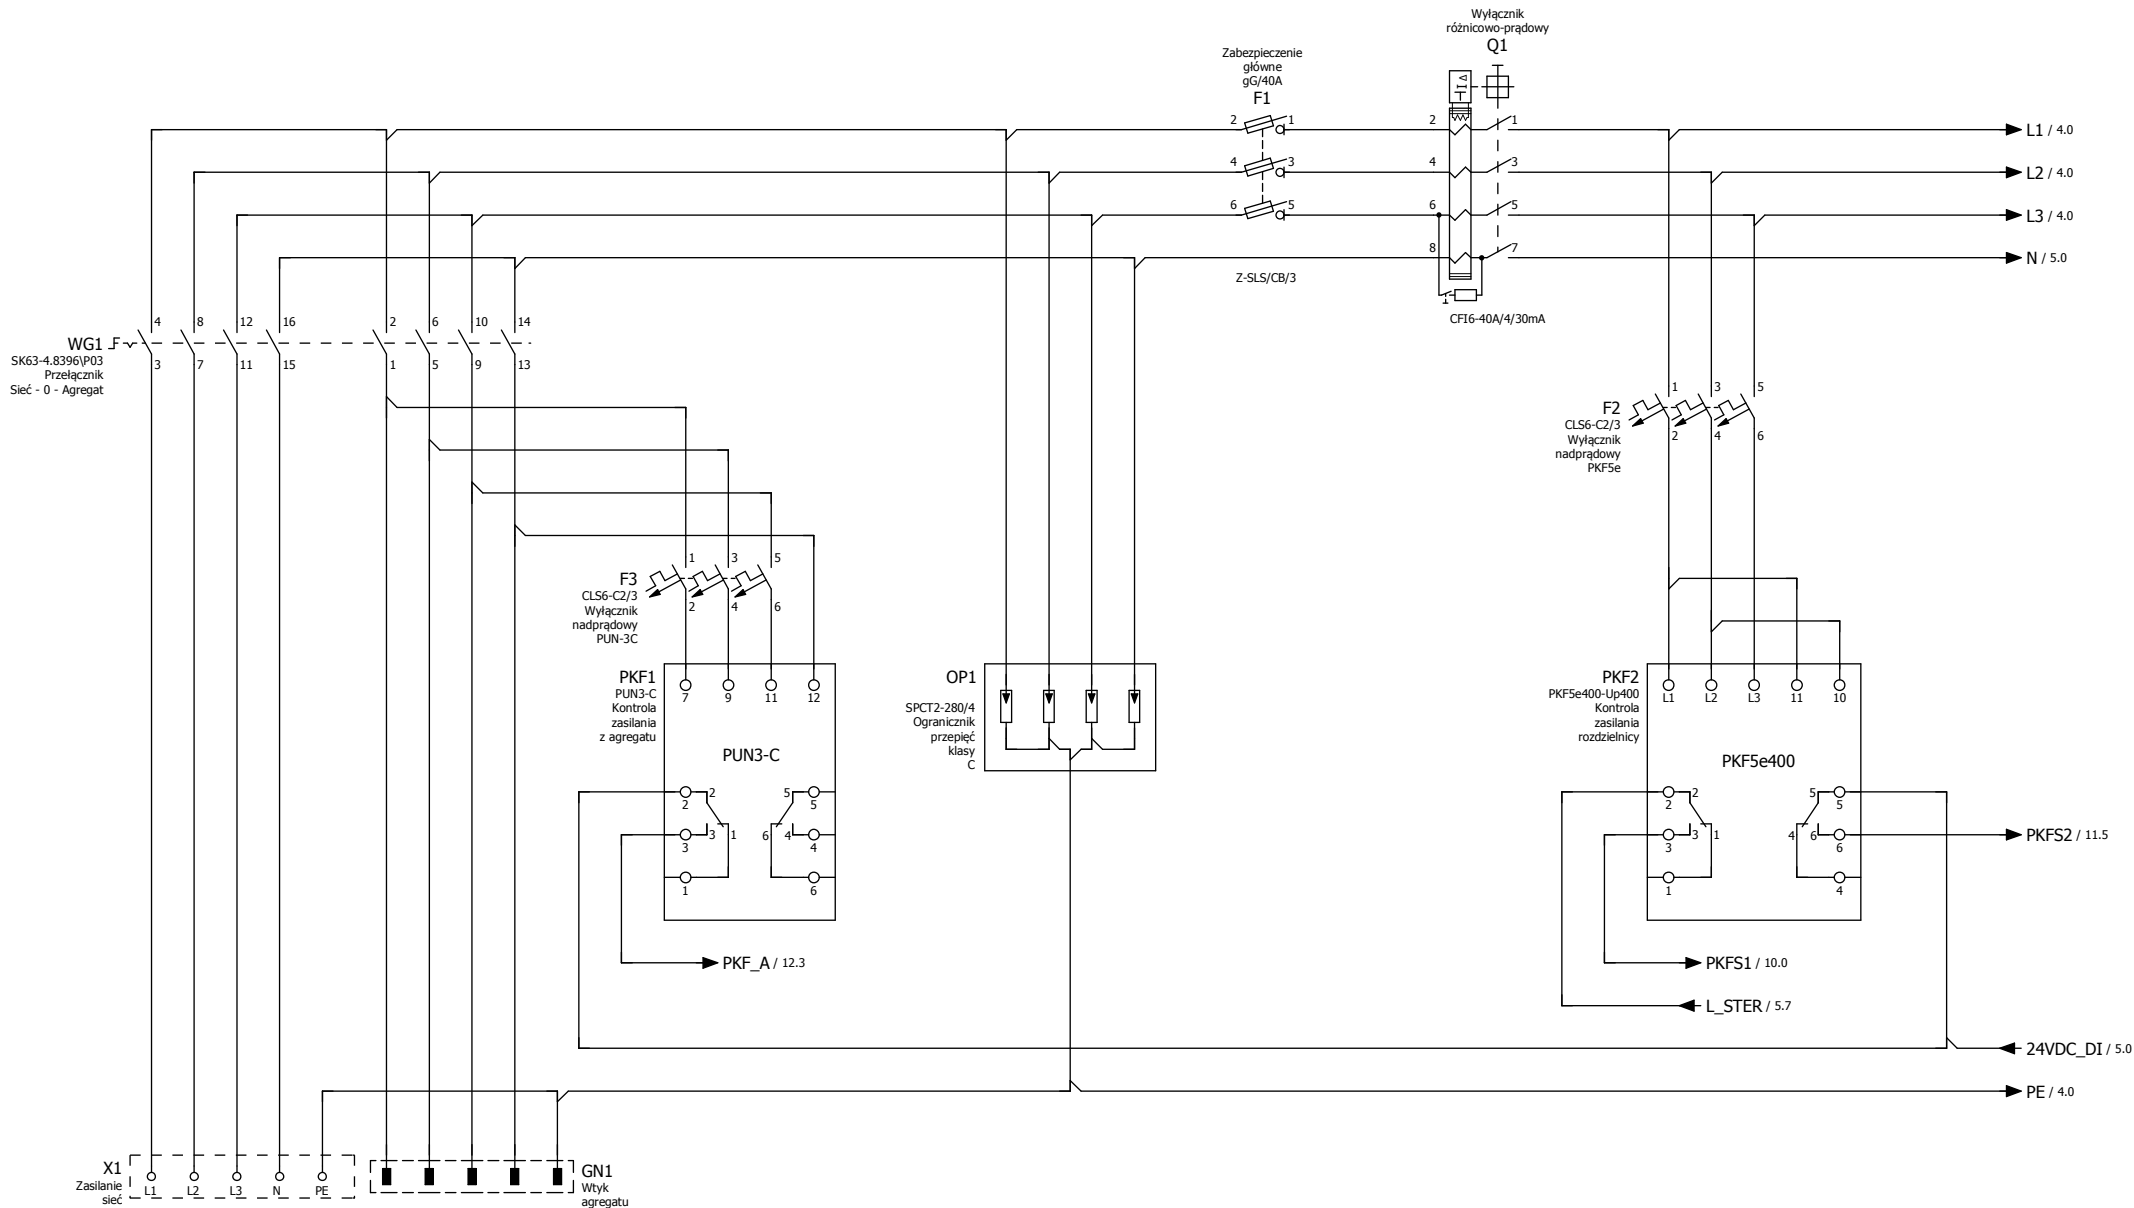 Wyłącznik
różnicowo-prądowy
Q1
Zabezpieczenie
główne
gG/40A
F1
I Δ
2 1 2 1 L1 / 4.0
4 3 4 3 L2 / 4.0
6 5 6 5 L3 / 4.0
8 7 N / 5.0
Z-SLS/CB/3
CFI6-40A/4/30mA
4 8 12 16 2 6 10 14
WG1
SK63-4.8396\P03
Przełącznik
Sieć - 0 - Agregat
3 7 11 15 1 5 9 13
1 3 5
F2
CLS6-C2/3
Wyłącznik
nadprądowy
PKF5e
2 4 6
1 3 5
F3
CLS6-C2/3
Wyłącznik
nadprądowy
PUN-3C
2 4 6
PKF1
PUN3-C
Kontrola
zasilania
z agregatu
7 9 11 12
PUN3-C
2 5
2 5
3 1 6 4
3 4
1 6
PKF_A / 12.3
OP1
SPCT2-280/4
Ogranicznik
przepięć
klasy
C
PKF2
PKF5e400-Up400
Kontrola
zasilania
rozdzielnicy
L1 L2 L3 11 10
PKF5e400
2 5
2 5
3 1 4 6
3 6
1 4
PKFS2 / 11.5
PKFS1 / 10.0
L_STER / 5.7
24VDC_DI / 5.0
PE / 4.0
X1
Zasilanie
sieć
L1 L2 L3 N PE
GN1
Wtyk
agregatu